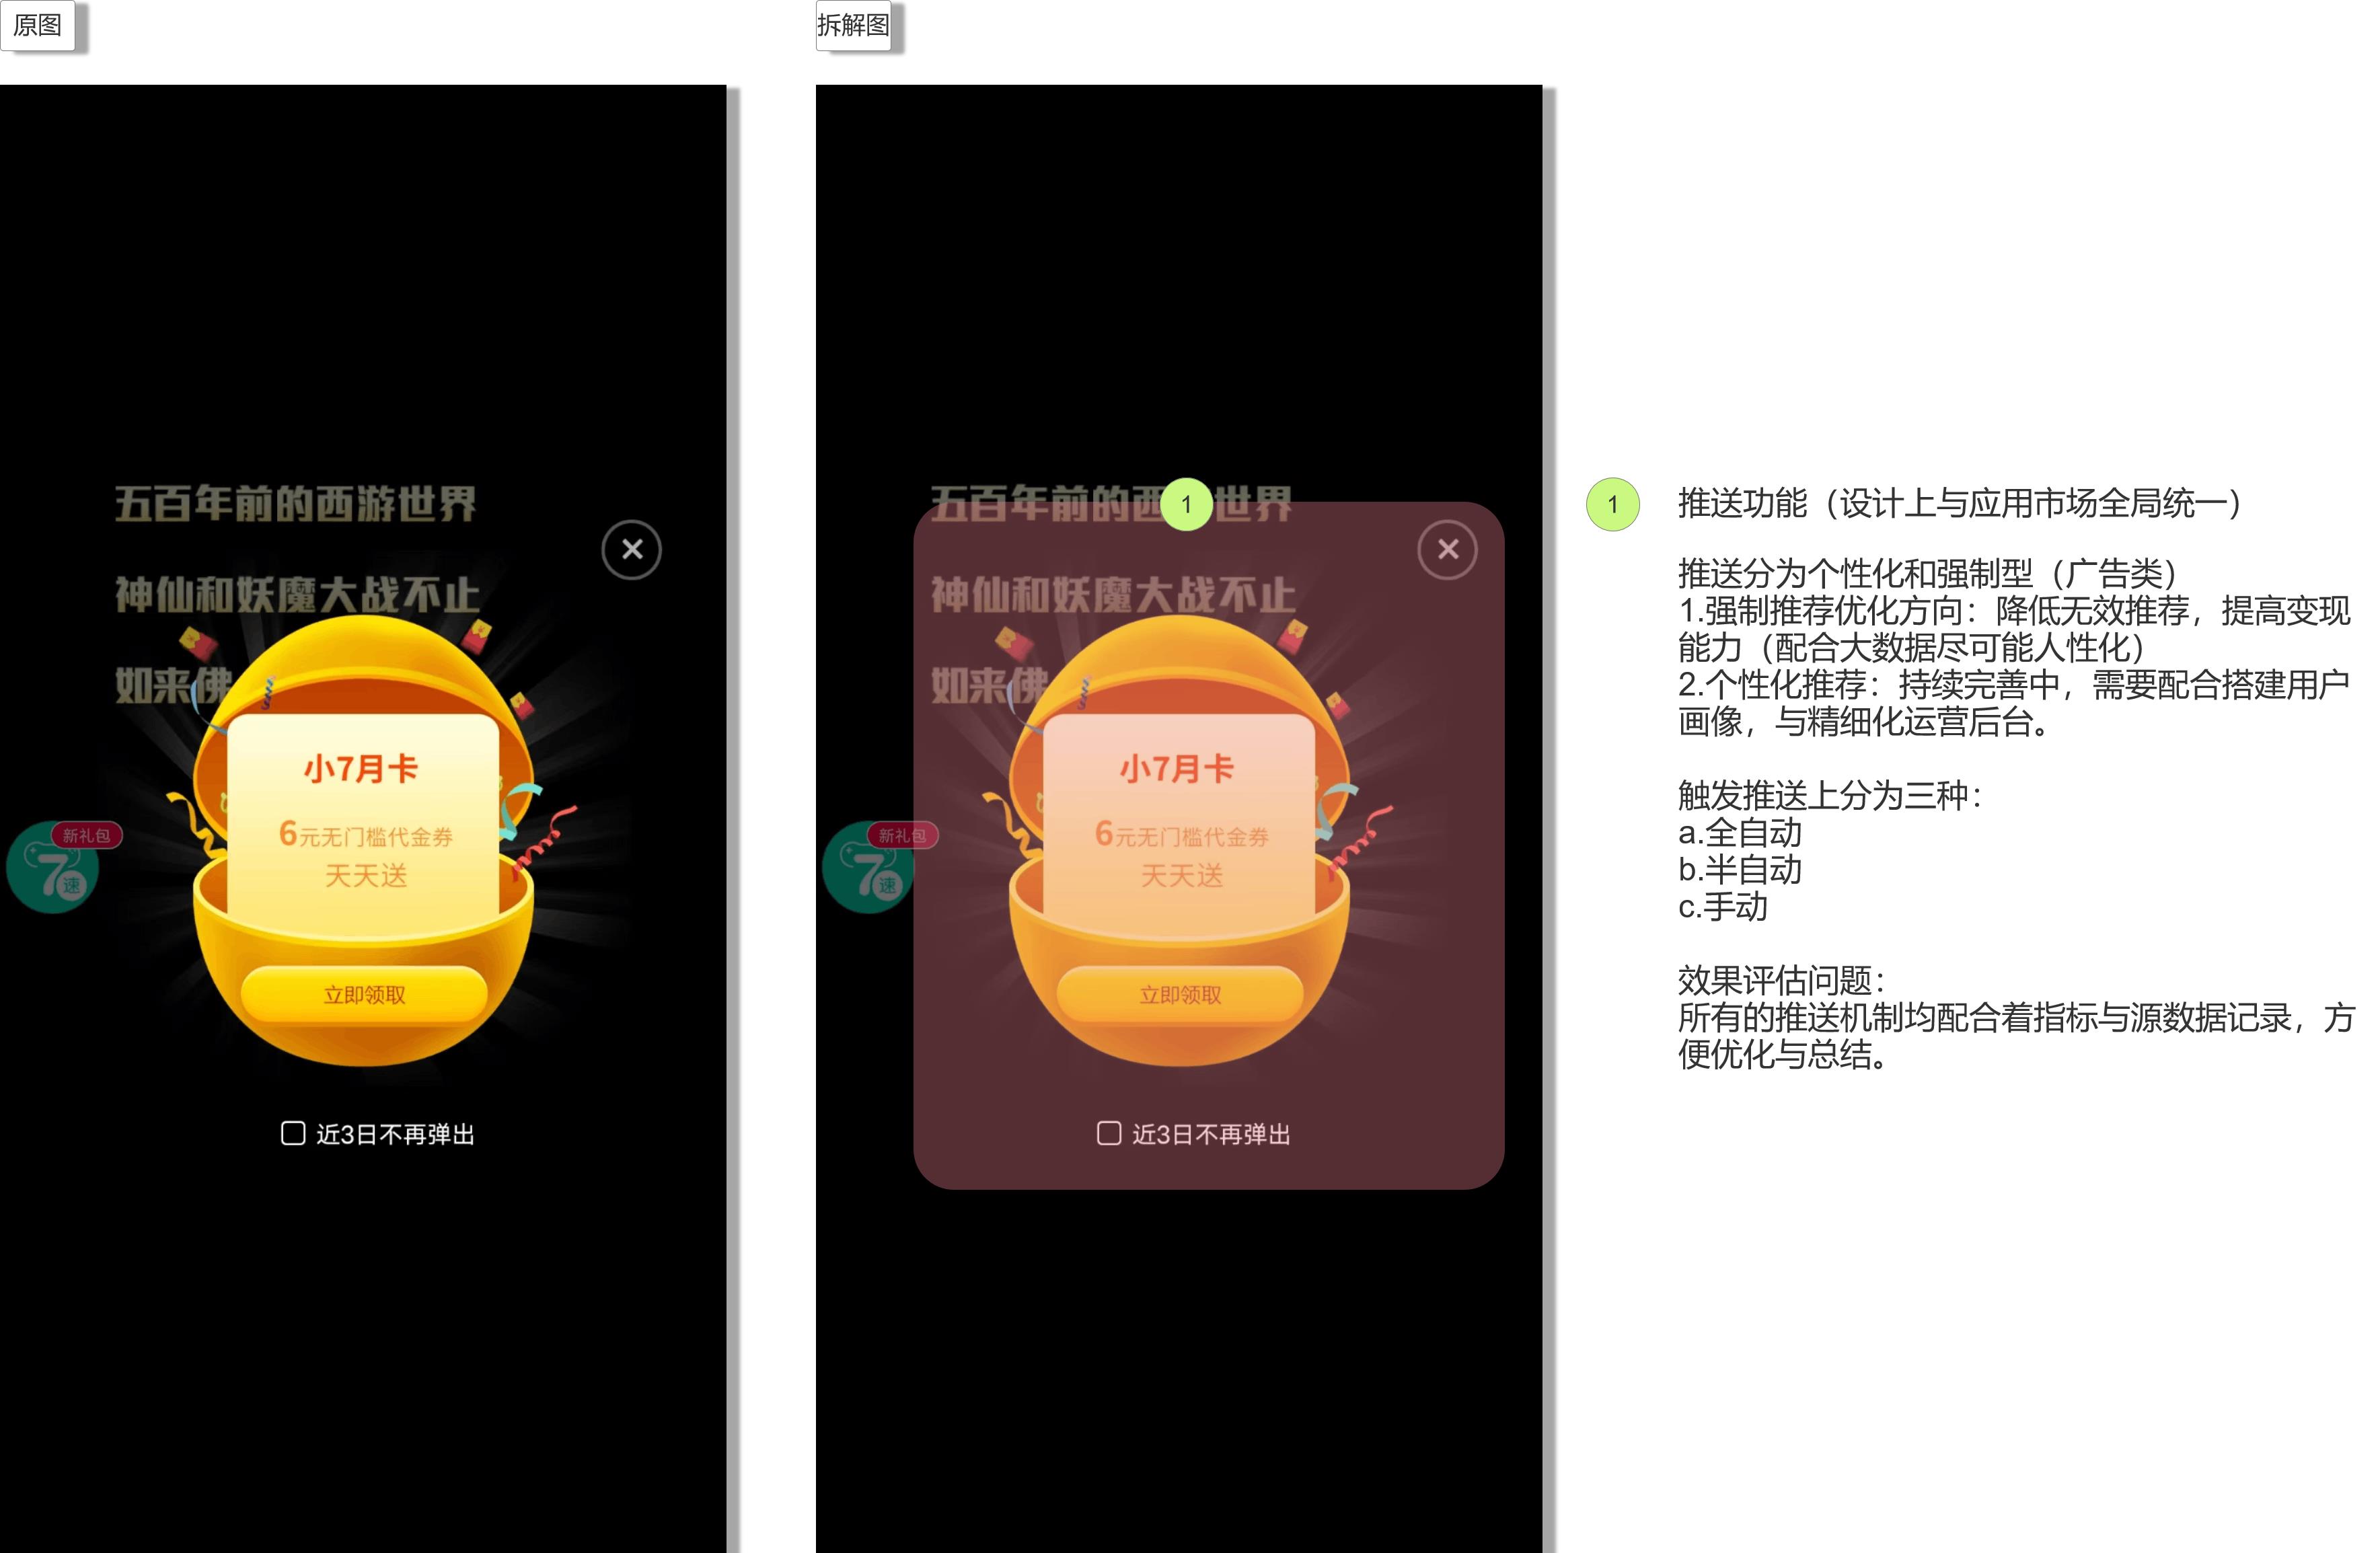 原图
五百年前的西游世界
神仙和妖魔大战不止
如来佛
小7月卡
6元无门槛代金券
天天送
新礼包
7
速
立即领取
近3日不再弹出
拆解图
1
五百年前的西 世界
神仙和妖魔大战不止
如来佛
小7月卡
6元无门槛代金券
天天送
新礼包
7
速
立即领取
近3日不再弹出
1
推送功能（设计上与应用市场全局统一）
推送分为个性化和强制型（广告类）
1.强制推荐优化方向：降低无效推荐，提高变现
能力（配合大数据尽可能人性化）
2.个性化推荐：持续完善中，需要配合搭建用户
画像，与精细化运营后台。
触发推送上分为三种：
a.全自动
b.半自动
c.手动
效果评估问题：
所有的推送机制均配合着指标与源数据记录，方
便优化与总结。